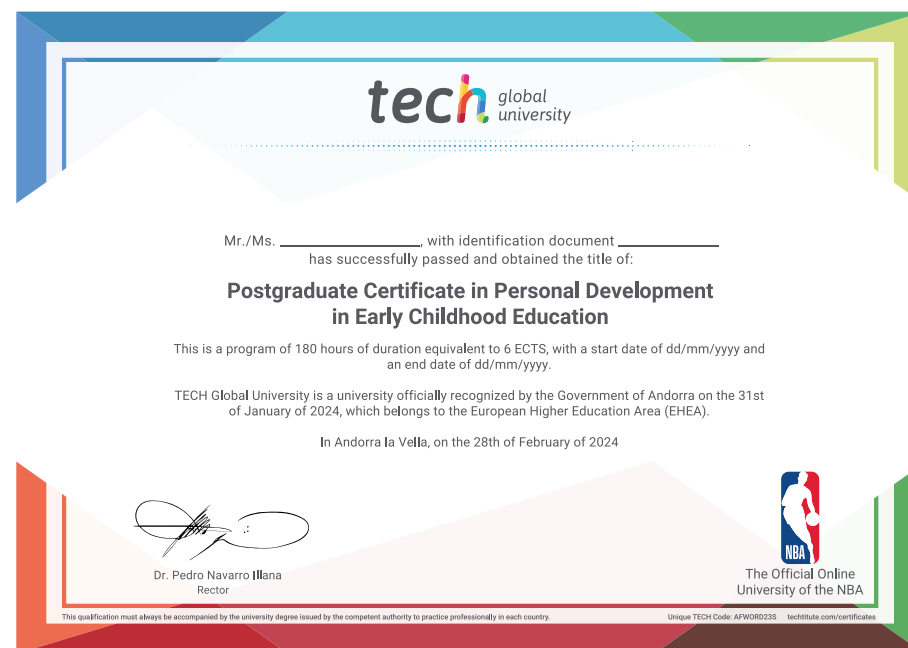 tech global
university
Mr./Ms. ____________________, with identification document ______________
has successfully passed and obtained the title of:
Postgraduate Certificate in Personal Development
in Early Childhood Education
This is a program of 180 hours of duration equivalent to 6 ECTS, with a start date of dd/mm/yyyy and
an end date of dd/mm/yyyy.
TECH Global University is a university officially recognized by the Government of Andorra on the 31st
of January of 2024, which belongs to the European Higher Education Area (EHEA).
In Andorra la Vella, on the 28th of February of 2024
Dr. Pedro Navarro Illana
Rector
NBA
The Official Online
University of the NBA
This qualification must always be accompanied by the university degree issued by the competent authority to practice professionally in each country.
Unique TECH Code: AFWORD23S techtitute.com/certificates